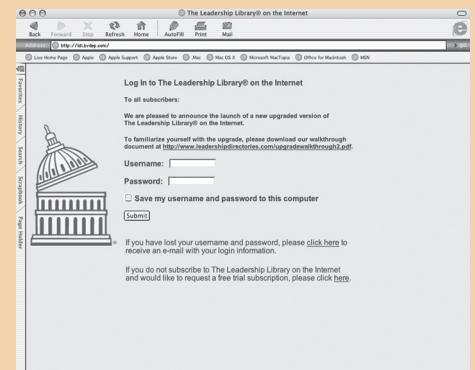 The Leadership Library® on the Internet
Back Forward Stop Refresh Home AutoFill Print Mail
Address: http://ldi.bvdep.com/
Live Home Page Apple Apple Support Apple Store .Mac Mac OS X Microsoft MacTopia Office for Macintosh MSN
Favorites
History
Search
Scrapbook
Page Holder
Log In to The Leadership Library® on the Internet
To all subscribers:
We are pleased to announce the launch of a new upgraded version of
The Leadership Library® on the Internet.
To familiarize yourself with the upgrade, please download our walkthrough
document at http://www.leadershipdirectories.com/upgradewalkthrough2.pdf.
Username:
Password:
Save my username and password to this computer
Submit
If you have lost your username and password, please click here to
receive an e-mail with your login information.
If you do not subscribe to The Leadership Library on the Internet
and would like to request a free trial subscription, please click here.